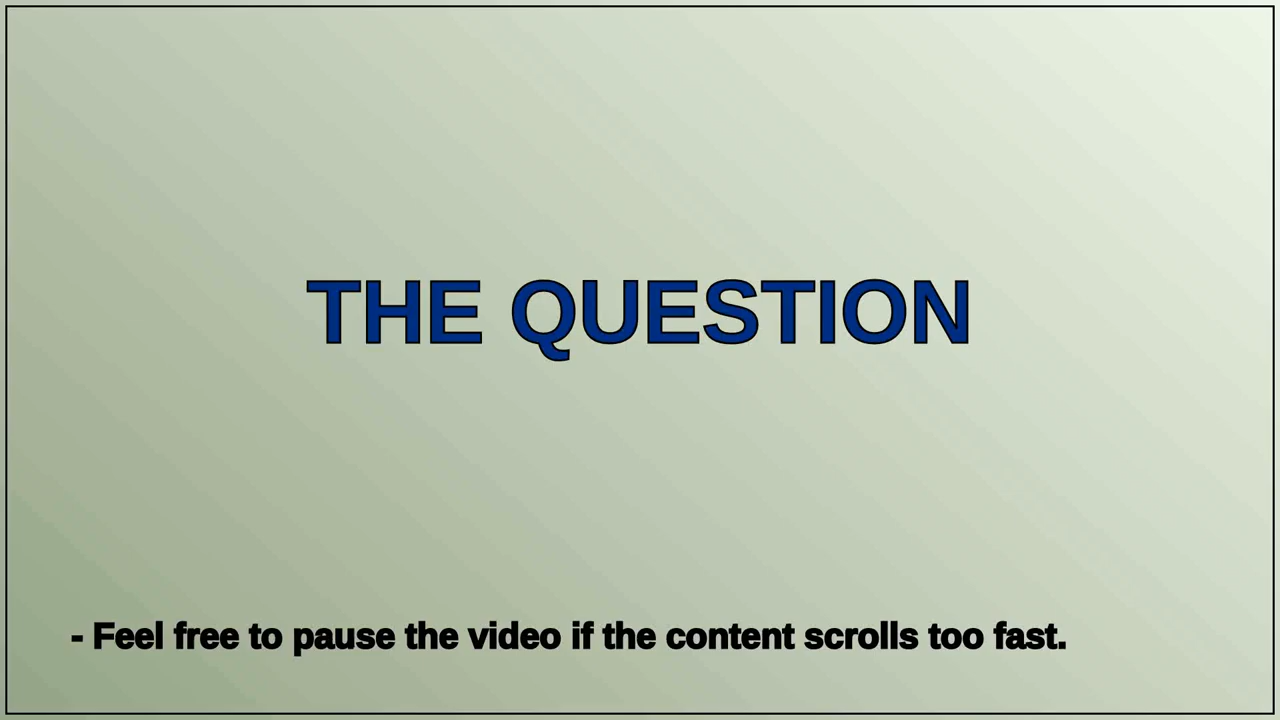 THE QUESTION
- Feel free to pause the video if the content scrolls too fast.